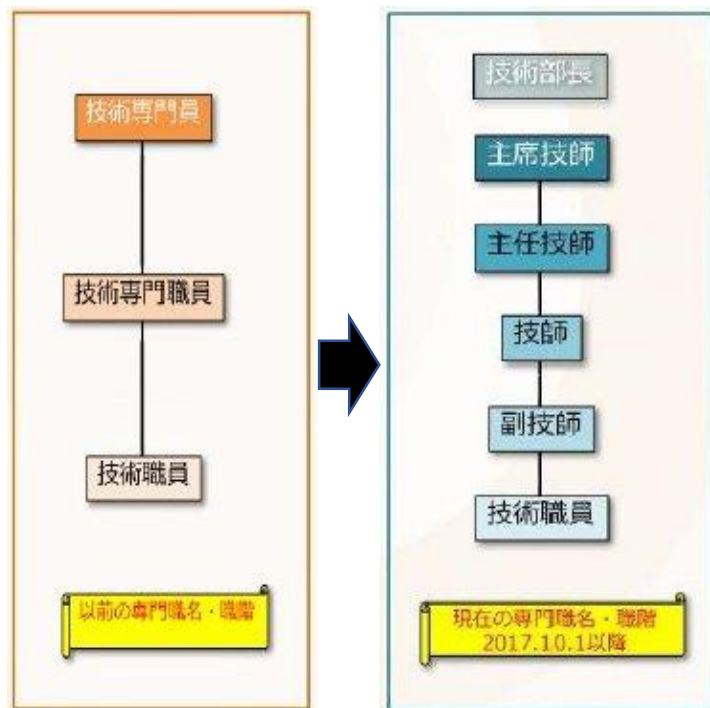 技術専門員
技術専門職員
技術職員
以前の専門職名・職階
技術部長
主席技師
主任技師
技師
副技師
技術職員
現在の専門職名・職階
2017.10.1以降